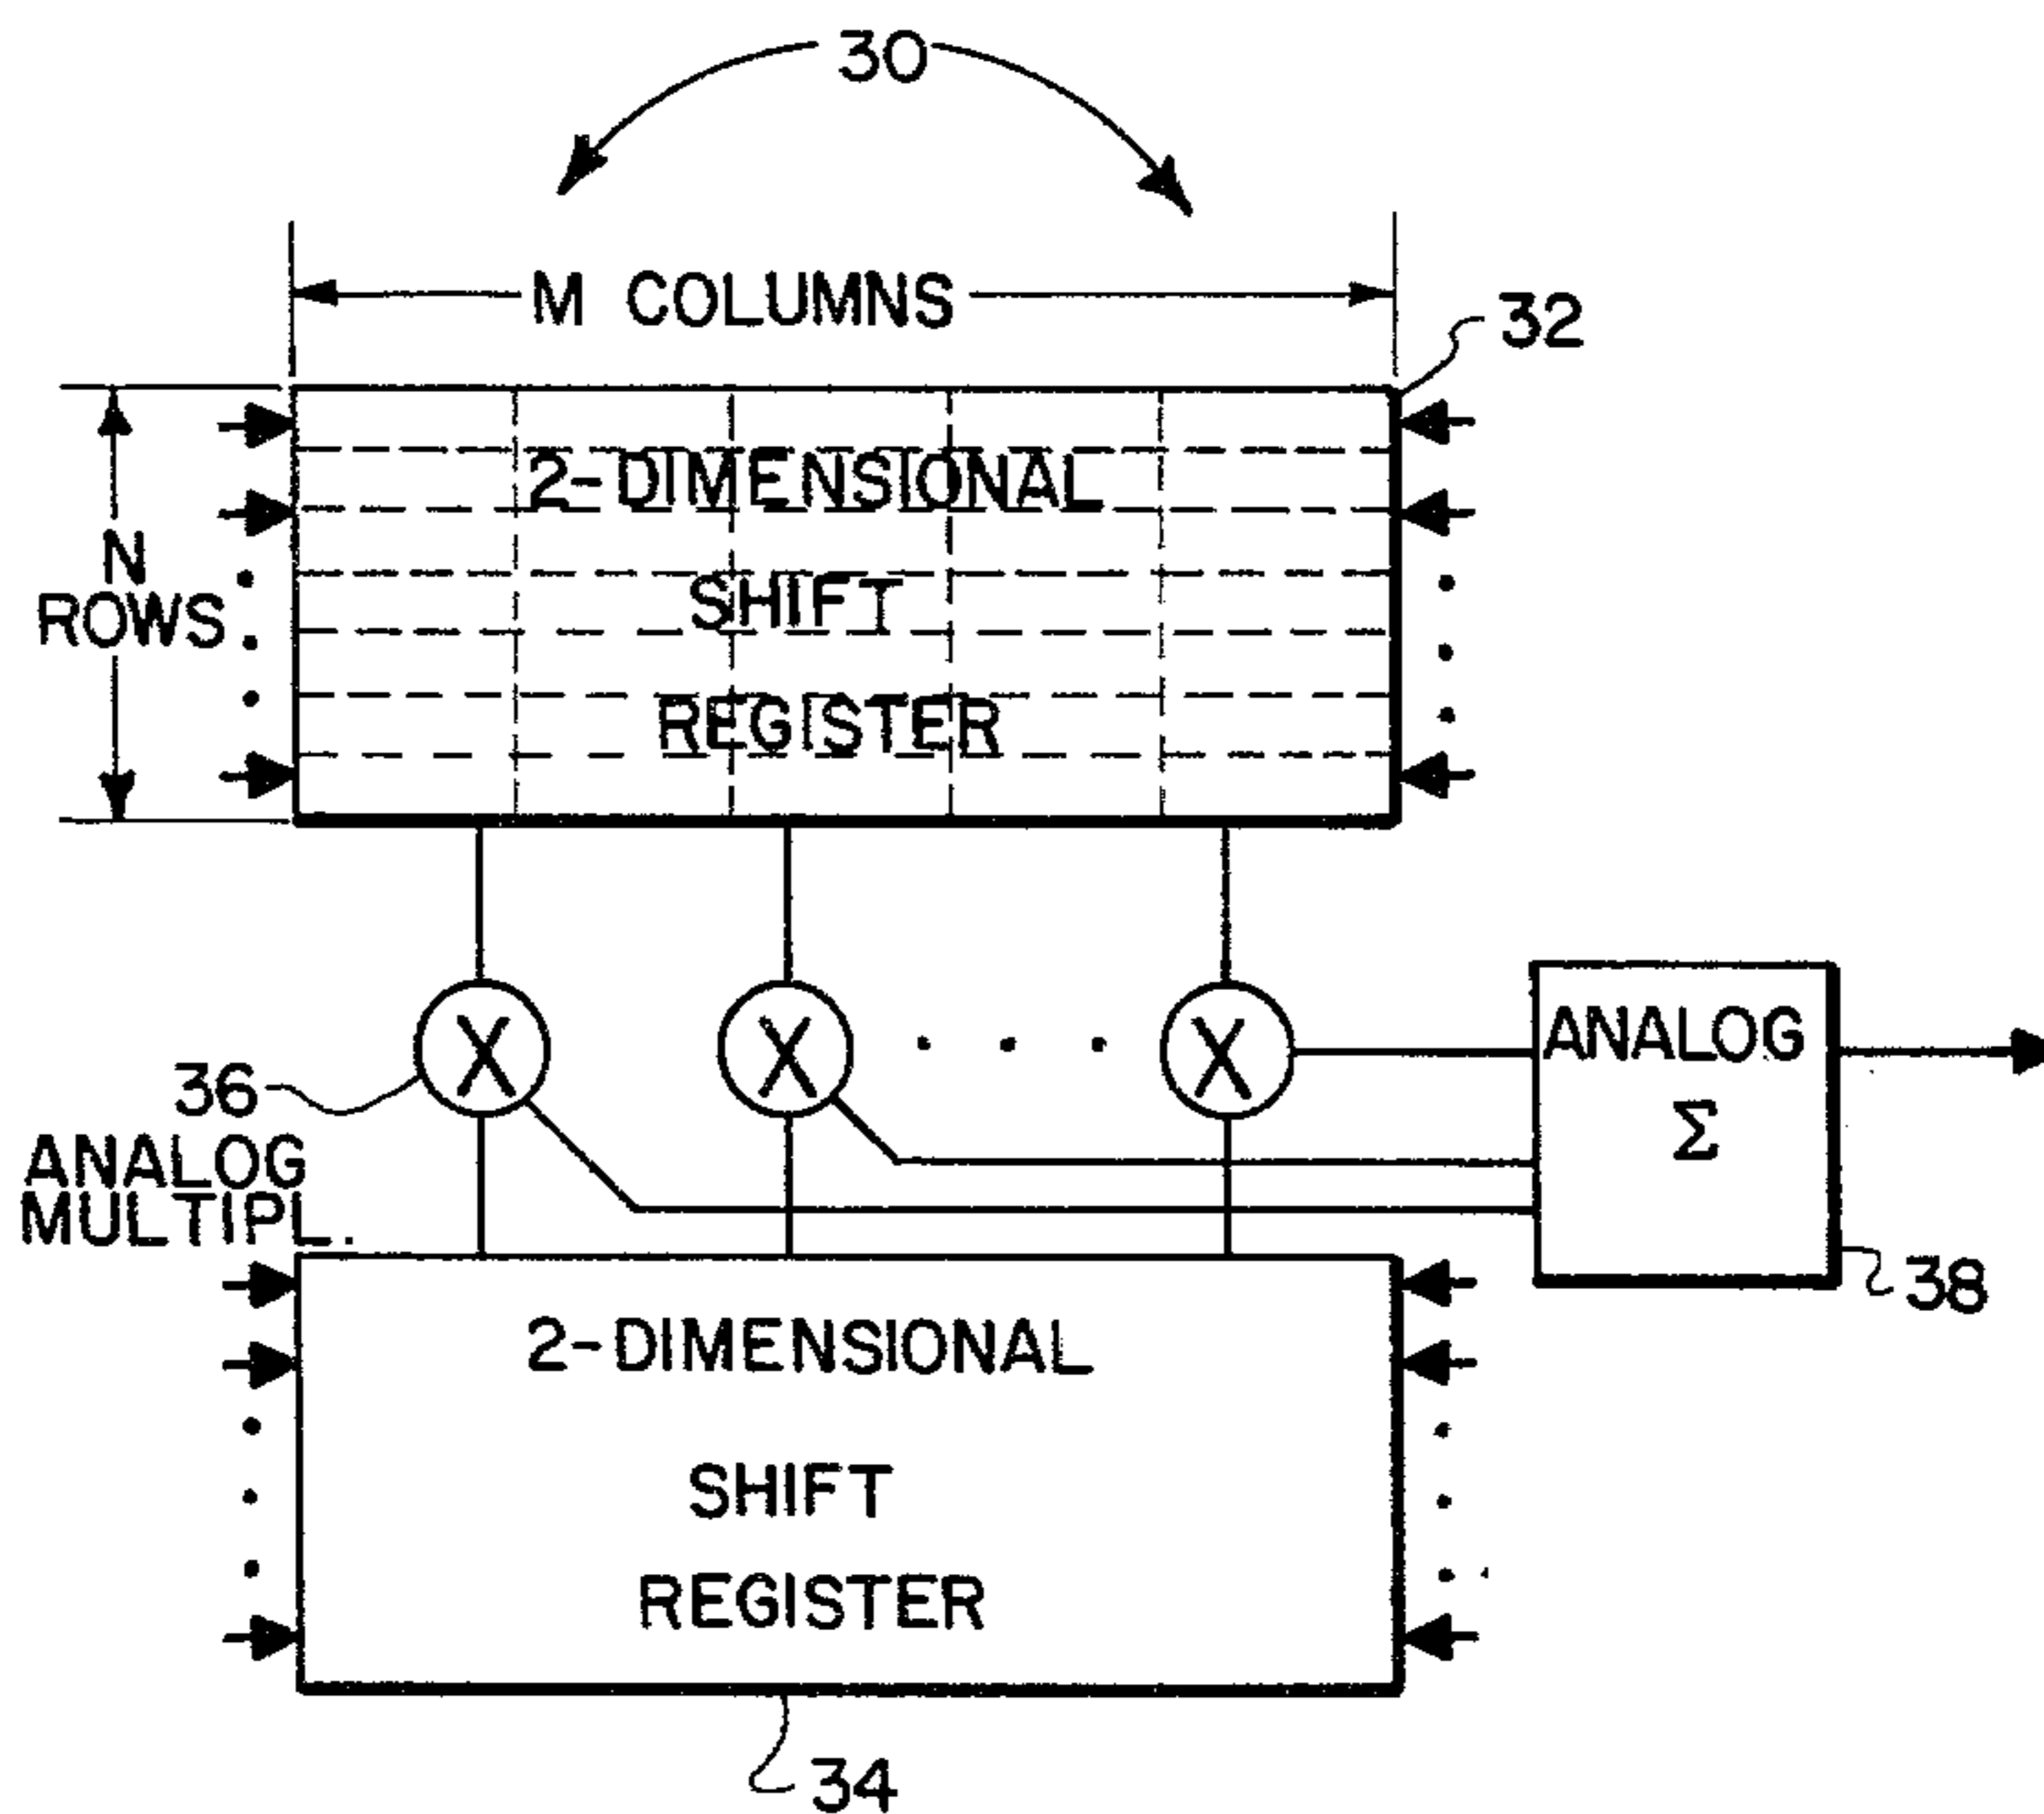 30
M COLUMNS
32
2-DIMENSIONAL
SHIFT
REGISTER
N
ROWS
X X . . . X
36
ANALOG
MULTIPL.
ANALOG
Σ
38
2-DIMENSIONAL
SHIFT
REGISTER
34